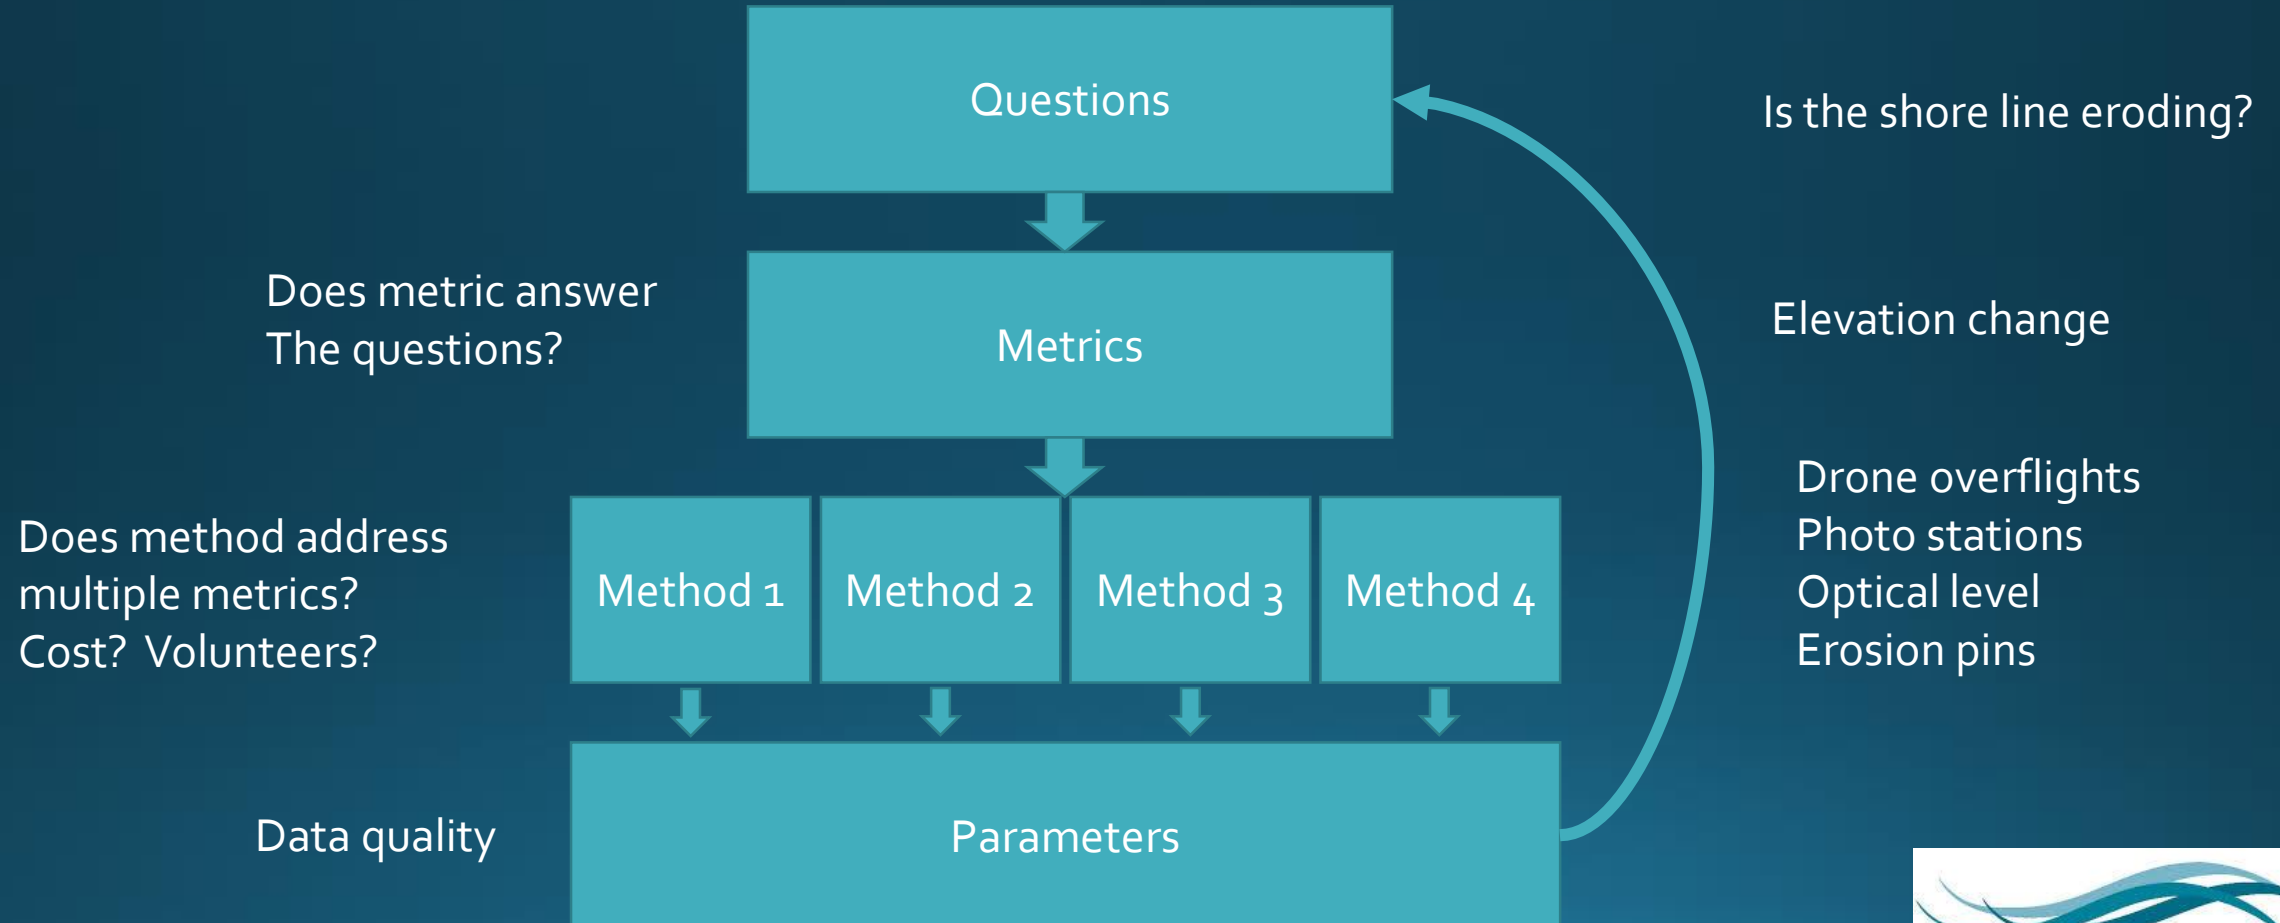 Questions
Is the shore line eroding?
Does metric answer
The questions?
Metrics
Elevation change
Does method address
multiple metrics?
Cost?  Volunteers?
Method 1
Method 2
Method 3
Method 4
Drone overflights
Photo stations
Optical level
Erosion pins
Data quality
Parameters